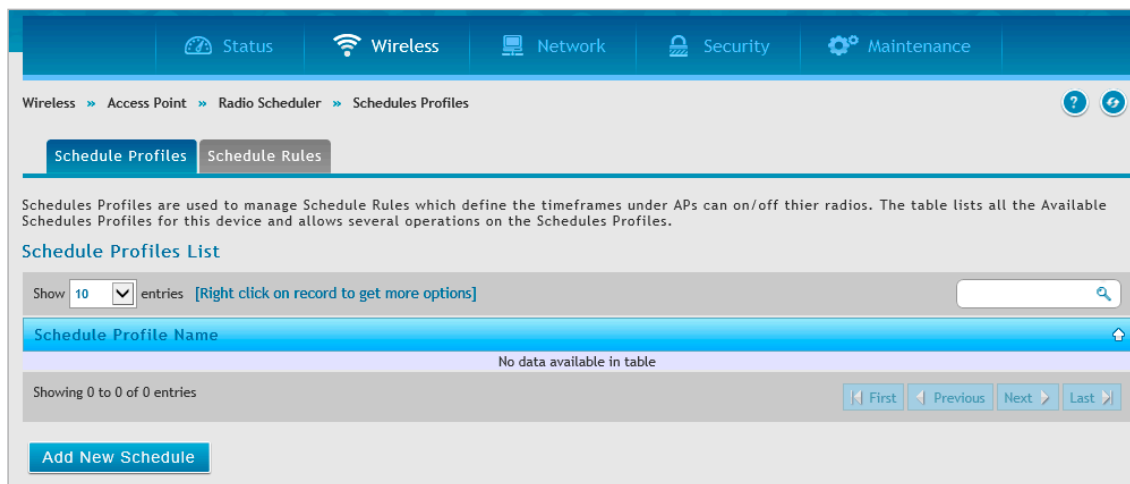 Status Wireless Network Security Maintenance
Wireless » Access Point » Radio Scheduler » Schedules Profiles
Schedule Profiles Schedule Rules
Schedules Profiles are used to manage Schedule Rules which define the timeframes under APs can on/off thier radios. The table lists all the Available
Schedules Profiles for this device and allows several operations on the Schedules Profiles.
Schedule Profiles List
Show 10 entries [Right click on record to get more options]
Schedule Profile Name
No data available in table
Showing 0 to 0 of 0 entries First Previous Next Last
Add New Schedule